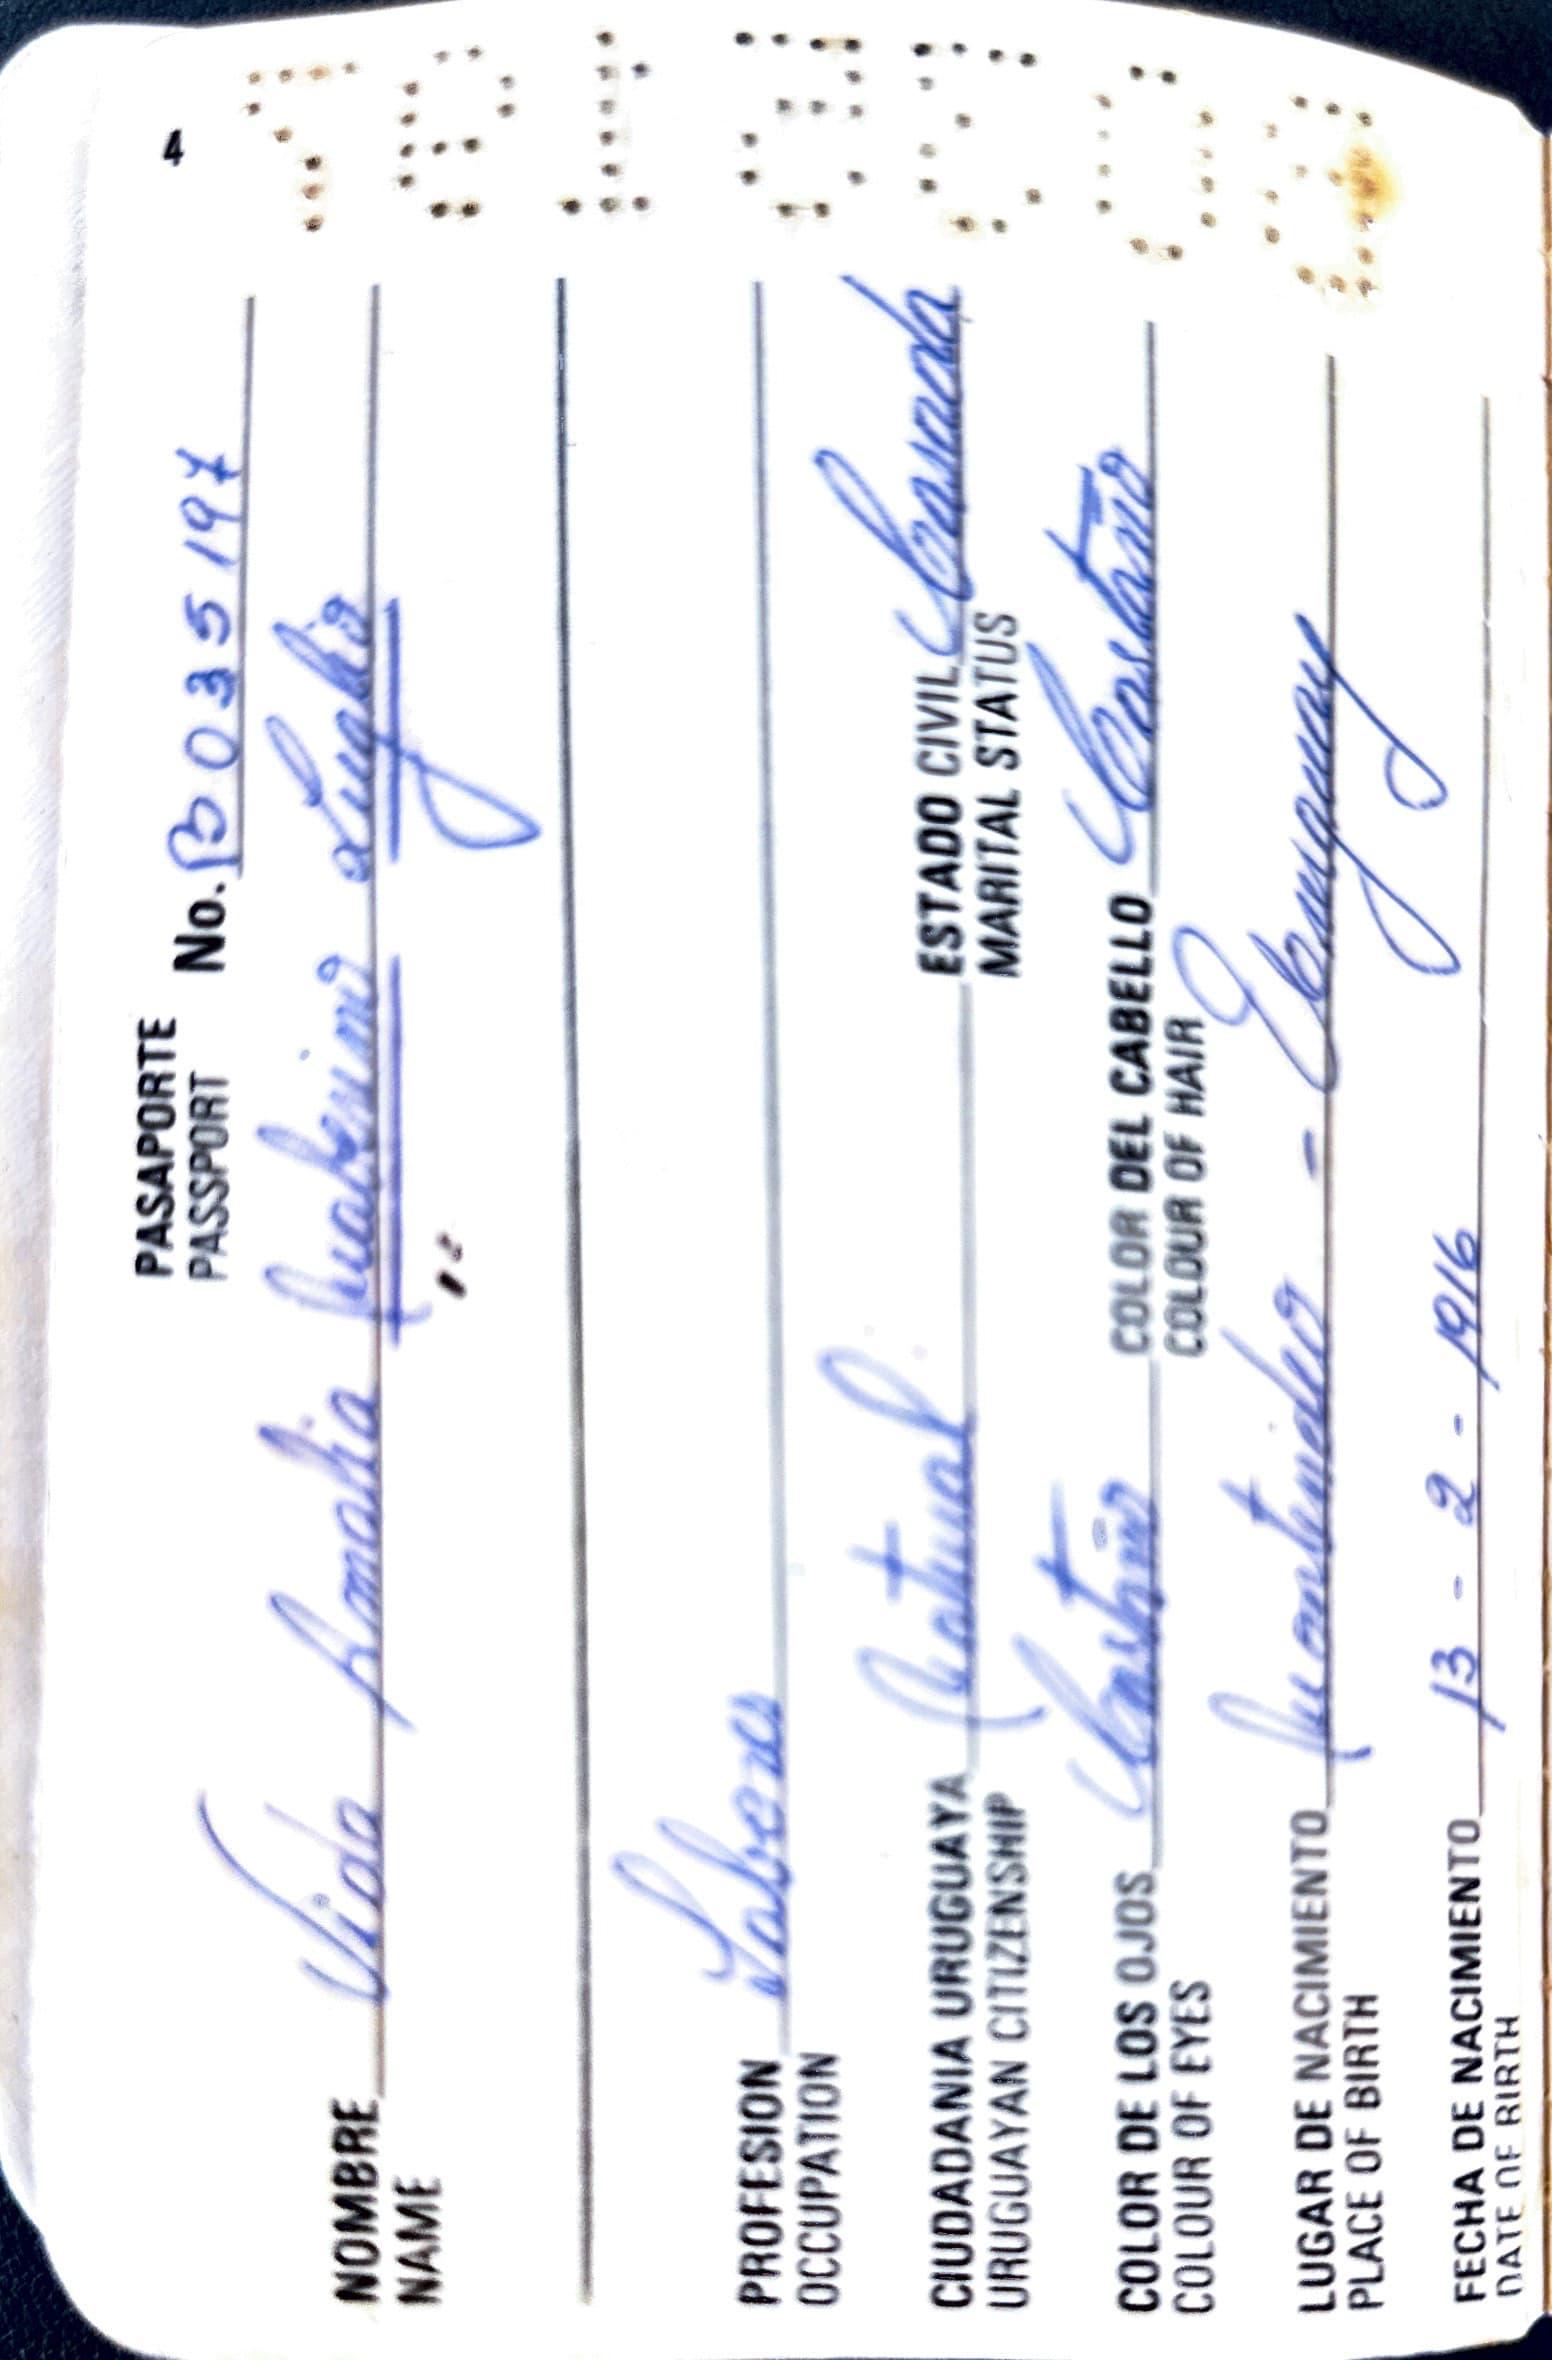 4
PASAPORTE
PASSPORT No. B035197
NOMBRE Vida Amalia Luglio
NAME
PROFESION Labores
OCCUPATION
CIUDADANIA URUGUAYA Natural ESTADO CIVIL Casada
URUGUAYAN CITIZENSHIP MARITAL STATUS
COLOR DE LOS OJOS Castaño COLOR DEL CABELLO Castaño
COLOUR OF EYES COLOUR OF HAIR
LUGAR DE NACIMIENTO Montevideo -
PLACE OF BIRTH
FECHA DE NACIMIENTO 13 - 2 - 1916
DATE OF BIRTH
B035197